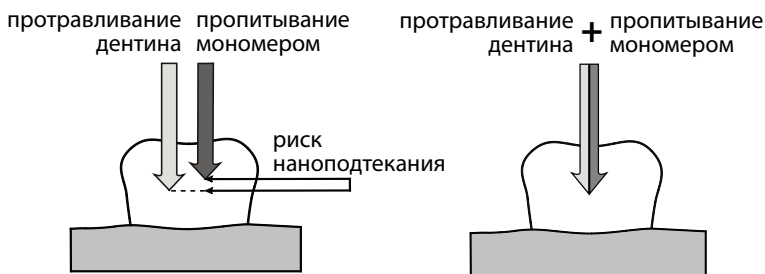 протравливание
дентина
пропитывание
мономером
риск
наноподтекания
протравливание
дентина
+
пропитывание
мономером